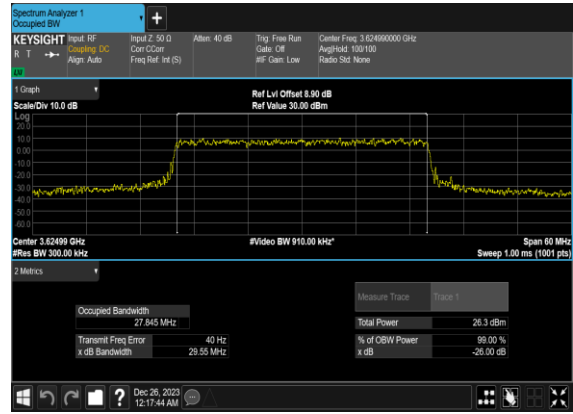 Spectrum Analyzer 1
Occupied BW
+
KEYSIGHT Input: RF Input Z: 50 Ω Atten: 40 dB Trig: Free Run Center Freq: 3.624990000 GHz
R T Coupling: DC Corr CCorr Gate: Off Avg|Hold: 100/100
Align: Auto Freq Ref: Int (S) #IF Gain: Low Radio Std: None
LW
1 Graph
Ref Lvl Offset 8.90 dB
Scale/Div 10.0 dB Ref Value 30.00 dBm
Log
20.0
10.0
0.00
-10.0
-20.0
-30.0
-40.0
-50.0
-60.0
Center 3.62499 GHz #Video BW 910.00 kHz* Span 60 MHz
#Res BW 300.00 kHz Sweep 1.00 ms (1001 pts)
2 Metrics
Measure Trace Trace 1
Occupied Bandwidth
27.845 MHz Total Power 26.3 dBm
Transmit Freq Error 40 Hz % of OBW Power 99.00 %
x dB Bandwidth 29.55 MHz x dB -26.00 dB
? Dec 26, 2023
12:17:44 AM